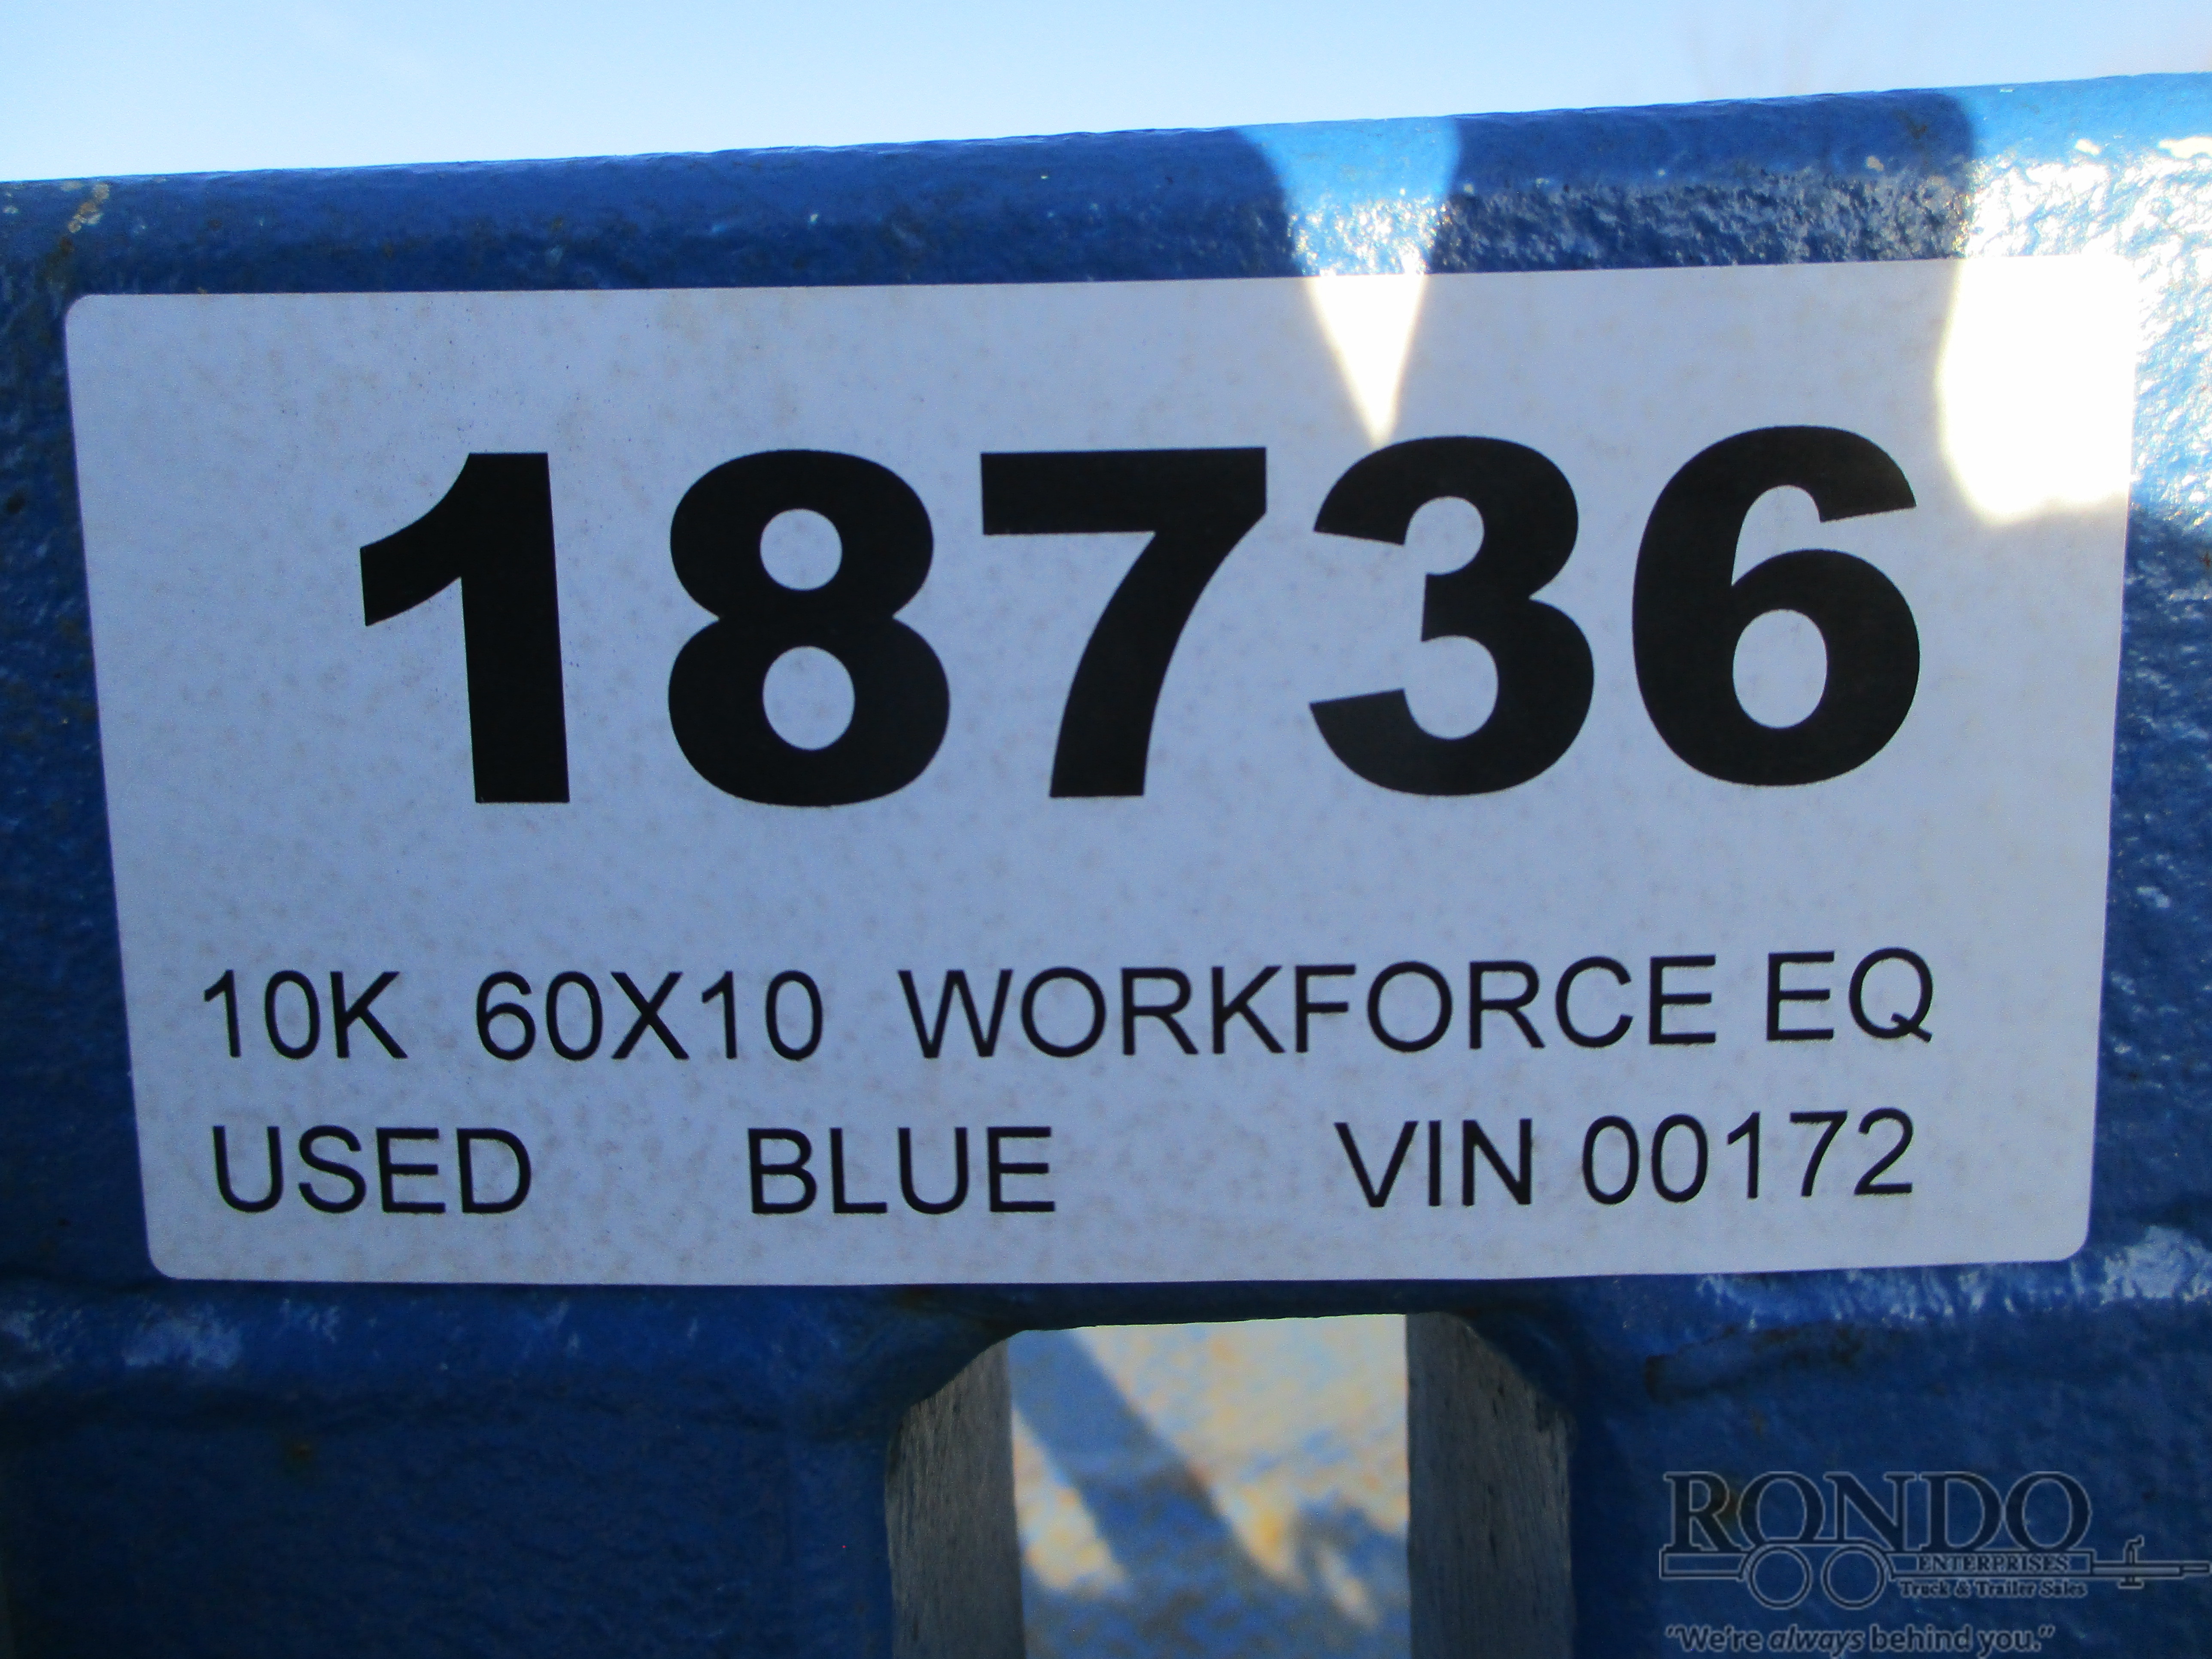 18736
10K 60X10 WORKFORCE EQ
USED BLUE VIN 00172
RONDO
ENTERPRISES
Truck & Trailer Sales
"We're always behind you."